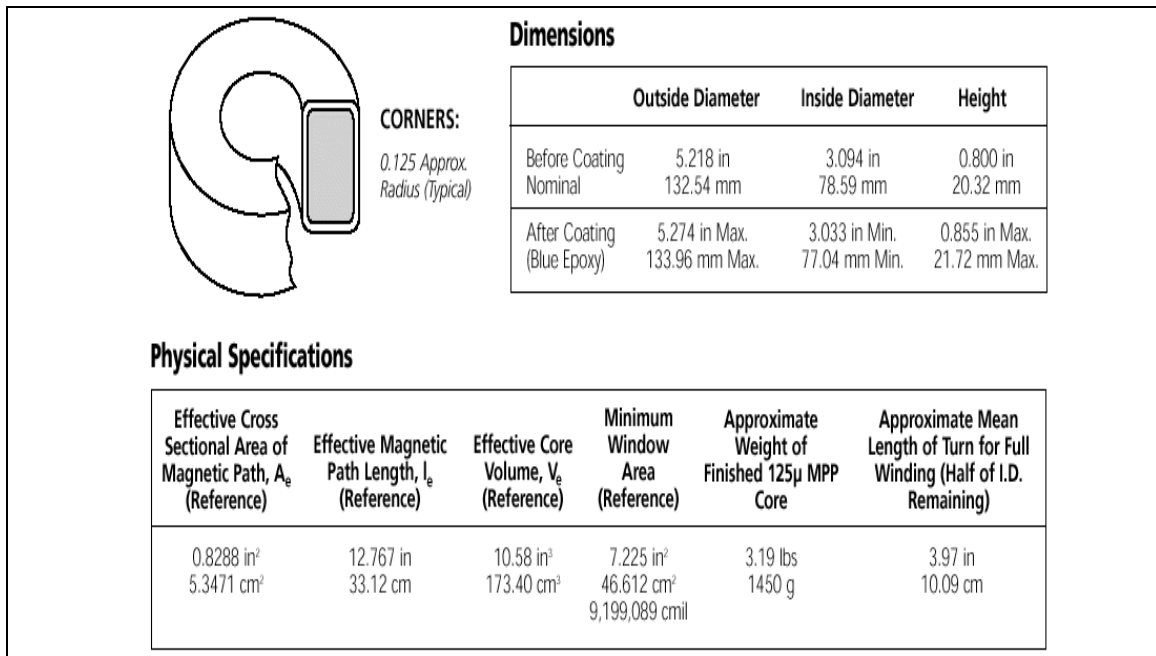 Dimensions
CORNERS:
0.125 Approx.
Radius (Typical)
Outside Diameter Inside Diameter Height
Before Coating 5.218 in 3.094 in 0.800 in
Nominal 132.54 mm 78.59 mm 20.32 mm
After Coating 5.274 in Max. 3.033 in Min. 0.855 in Max.
(Blue Epoxy) 133.96 mm Max. 77.04 mm Min. 21.72 mm Max.
Physical Specifications
Effective Cross
Sectional Area of
Magnetic Path, Ae
(Reference)
Effective Magnetic
Path Length, le
(Reference)
Effective Core
Volume, Ve
(Reference)
Minimum
Window
Area
(Reference)
Approximate
Weight of
Finished 125µ MPP
Core
Approximate Mean
Length of Turn for Full
Winding (Half of I.D.
Remaining)
0.8288 in² 12.767 in 10.58 in³ 7.225 in² 3.19 lbs 3.97 in
5.3471 cm² 33.12 cm 173.40 cm³ 46.612 cm² 1450 g 10.09 cm
9,199,089 cmil